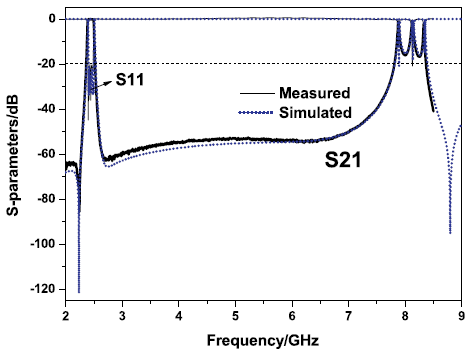 0
-20
-40
-60
-80
-100
-120
S-parameters/dB
S11
Measured
Simulated
S21
2 3 4 5 6 7 8 9
Frequency/GHz